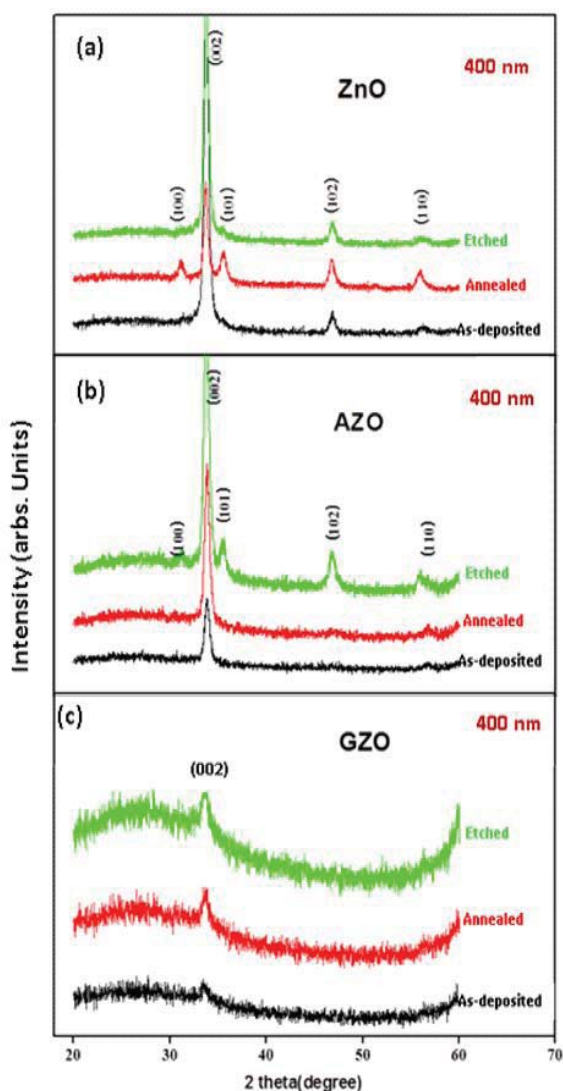 (a)
(002)
400 nm
ZnO
(100)
(101)
(102)
(110)
Etched
Annealed
As-deposited
(b)
(002)
400 nm
AZO
(100)
(101)
(102)
(110)
Etched
Annealed
As-deposited
(c)
400 nm
GZO
(002)
Etched
Annealed
As-deposited
Intensity (arbs. Units)
20 30 40 50 60 70
2 theta(degree)